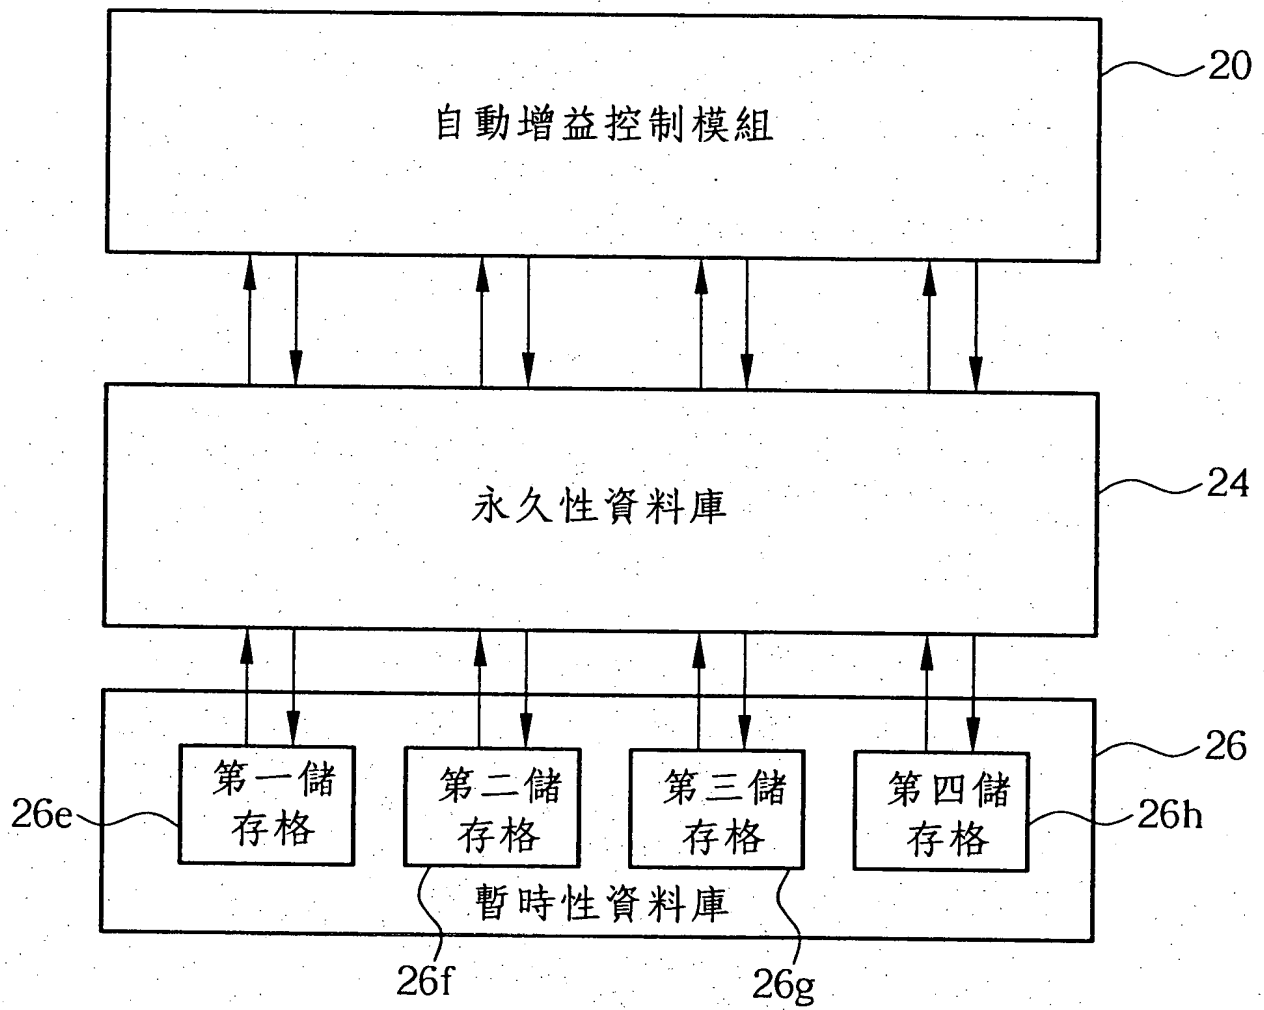 自動增益控制模組
20
永久性資料庫
24
26
第一儲
存格
26e
第二儲
存格
第三儲
存格
第四儲
存格
26h
暫時性資料庫
26f
26g